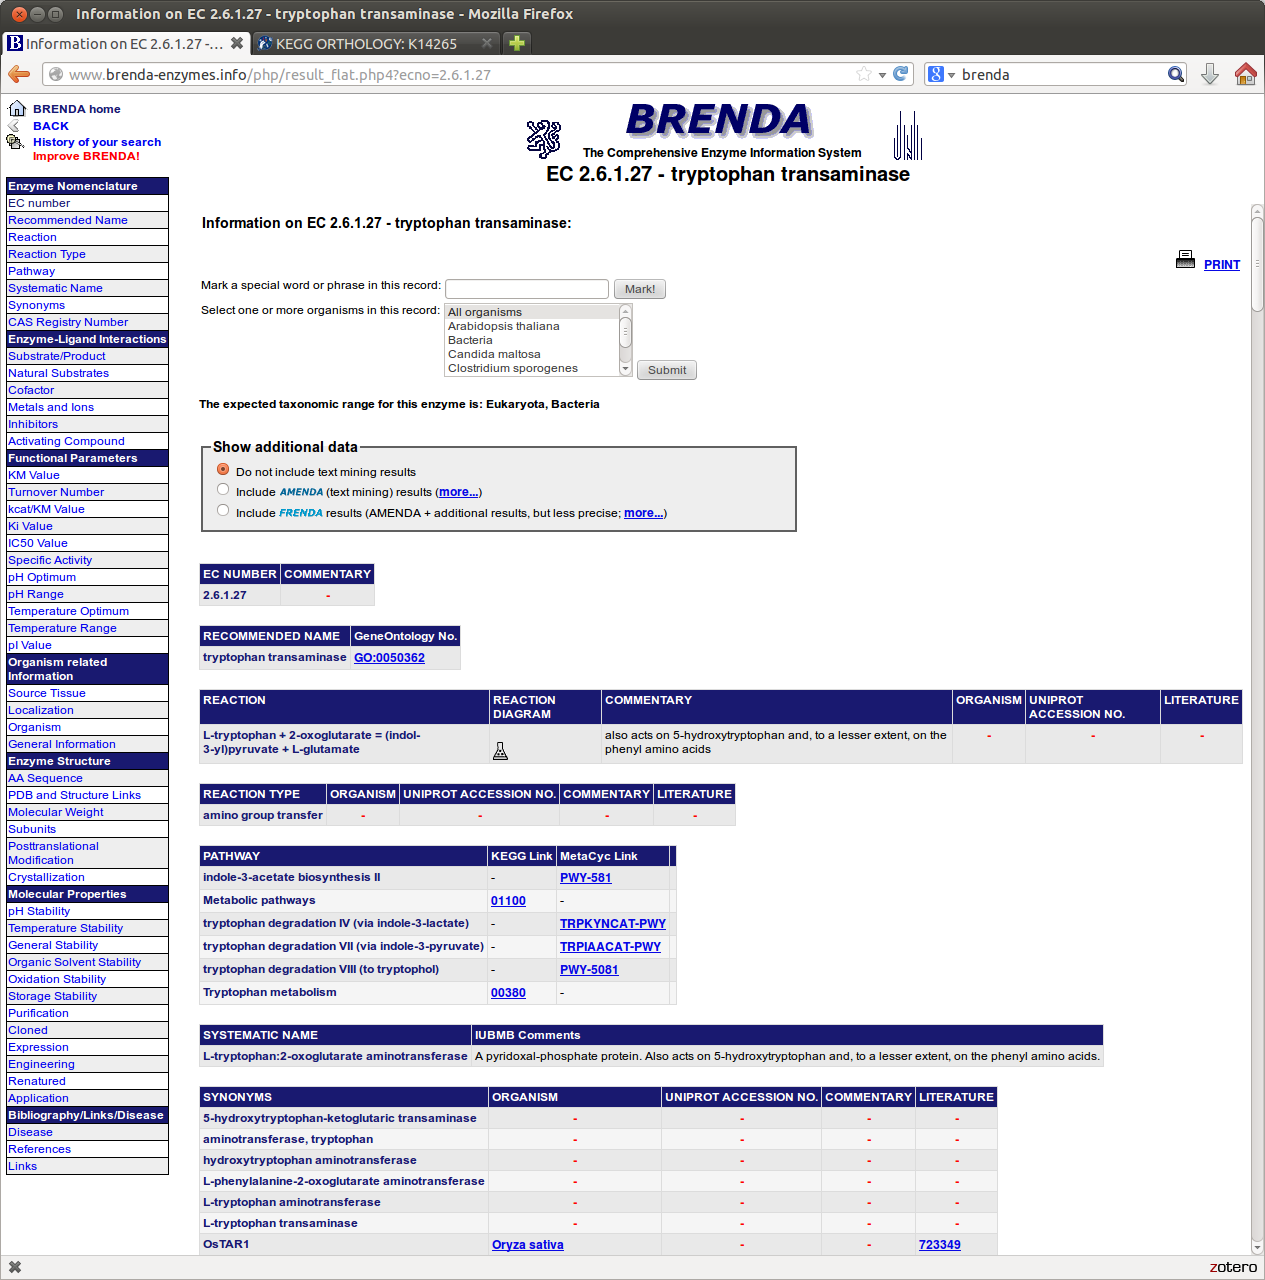 Information on EC 2.6.1.27 - tryptophan transaminase - Mozilla Firefox
Information on EC 2.6.1.27 -...
KEGG ORTHOLOGY: K14265
www.brenda-enzymes.info/php/result_flat.php4?ecno=2.6.1.27
brenda
BRENDA home
BACK
History of your search
Improve BRENDA!
BRENDA
The Comprehensive Enzyme Information System
EC 2.6.1.27 - tryptophan transaminase
Enzyme Nomenclature
EC number
Recommended Name
Reaction
Reaction Type
Pathway
Systematic Name
Synonyms
CAS Registry Number
Enzyme-Ligand Interactions
Substrate/Product
Natural Substrates
Cofactor
Metals and Ions
Inhibitors
Activating Compound
Functional Parameters
KM Value
Turnover Number
kcat/KM Value
Ki Value
IC50 Value
Specific Activity
pH Optimum
pH Range
Temperature Optimum
Temperature Range
pI Value
Organism related
Information
Source Tissue
Localization
Organism
General Information
Enzyme Structure
AA Sequence
PDB and Structure Links
Molecular Weight
Subunits
Posttranslational
Modification
Crystallization
Molecular Properties
pH Stability
Temperature Stability
General Stability
Organic Solvent Stability
Oxidation Stability
Storage Stability
Purification
Cloned
Expression
Engineering
Renatured
Application
Bibliography/Links/Disease
Disease
References
Links
Information on EC 2.6.1.27 - tryptophan transaminase:
PRINT
Mark a special word or phrase in this record: Mark!
Select one or more organisms in this record:
All organisms
Arabidopsis thaliana
Bacteria
Candida maltosa
Clostridium sporogenes
Submit
The expected taxonomic range for this enzyme is: Eukaryota, Bacteria
Show additional data
Do not include text mining results
Include AMENDA (text mining) results (more...)
Include FRENDA results (AMENDA + additional results, but less precise; more...)
EC NUMBER COMMENTARY
2.6.1.27 -
RECOMMENDED NAME GeneOntology No.
tryptophan transaminase GO:0050362
REACTION REACTION DIAGRAM COMMENTARY ORGANISM UNIPROT ACCESSION NO. LITERATURE
L-tryptophan + 2-oxoglutarate = (indol-
3-yl)pyruvate + L-glutamate
also acts on 5-hydroxytryptophan and, to a lesser extent, on the
phenyl amino acids
- - -
REACTION TYPE ORGANISM UNIPROT ACCESSION NO. COMMENTARY LITERATURE
amino group transfer - - - -
PATHWAY KEGG Link MetaCyc Link
indole-3-acetate biosynthesis II - PWY-581
Metabolic pathways 01100 -
tryptophan degradation IV (via indole-3-lactate) - TRPKYNCAT-PWY
tryptophan degradation VII (via indole-3-pyruvate) - TRPIAACAT-PWY
tryptophan degradation VIII (to tryptophol) - PWY-5081
Tryptophan metabolism 00380 -
SYSTEMATIC NAME IUBMB Comments
L-tryptophan:2-oxoglutarate aminotransferase A pyridoxal-phosphate protein. Also acts on 5-hydroxytryptophan and, to a lesser extent, on the phenyl amino acids.
SYNONYMS ORGANISM UNIPROT ACCESSION NO. COMMENTARY LITERATURE
5-hydroxytryptophan-ketoglutaric transaminase - - - -
aminotransferase, tryptophan - - - -
hydroxytryptophan aminotransferase - - - -
L-phenylalanine-2-oxoglutarate aminotransferase - - - -
L-tryptophan aminotransferase - - - -
L-tryptophan transaminase - - - -
OsTAR1 Oryza sativa - - 723349
zotero